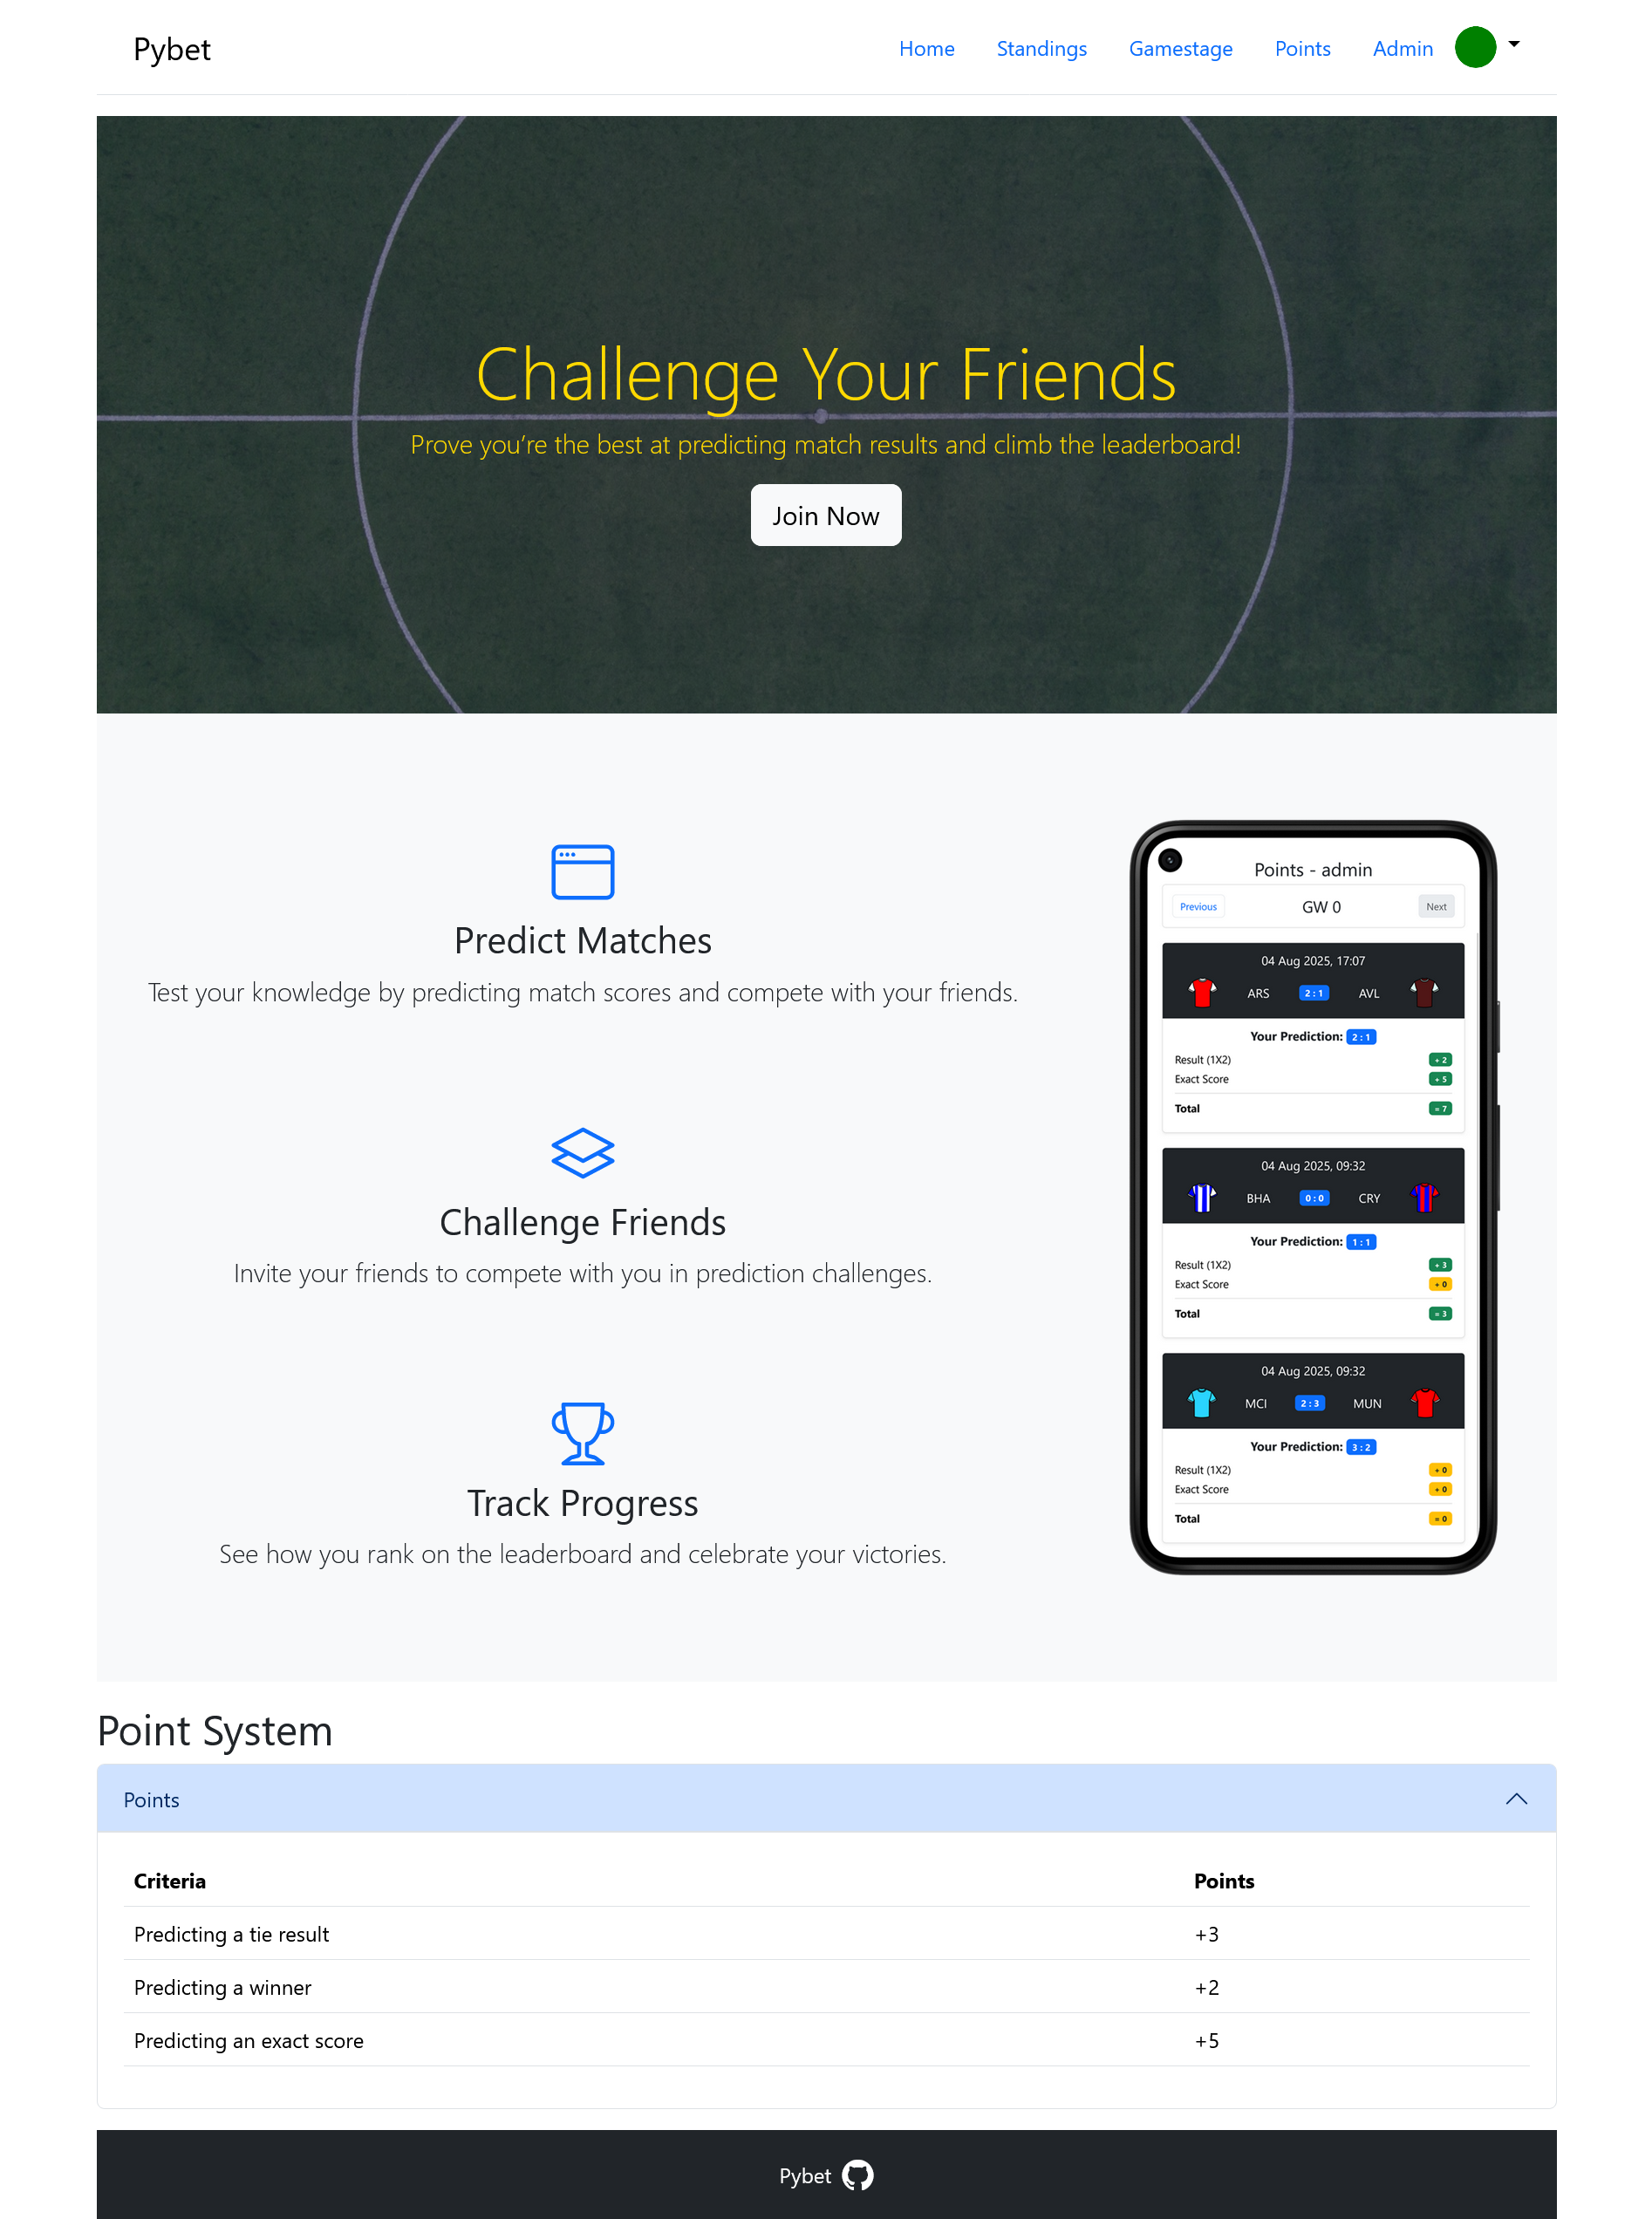 Pybet
Home Standings Gamestage Points Admin
Challenge Your Friends
Prove you’re the best at predicting match results and climb the leaderboard!
Join Now
Predict Matches
Test your knowledge by predicting match scores and compete with your friends.
Challenge Friends
Invite your friends to compete with you in prediction challenges.
Track Progress
See how you rank on the leaderboard and celebrate your victories.
Points - admin
Previous GW 0 Next
04 Aug 2025, 17:07
ARS 2 : 1 AVL
Your Prediction: 2 : 1
Result (1X2) + 2
Exact Score + 5
Total = 7
04 Aug 2025, 09:32
BHA 0 : 0 CRY
Your Prediction: 1 : 1
Result (1X2) + 3
Exact Score + 0
Total = 3
04 Aug 2025, 09:32
MCI 2 : 3 MUN
Your Prediction: 3 : 2
Result (1X2) + 0
Exact Score + 0
Total = 0
Point System
Points
Criteria Points
Predicting a tie result +3
Predicting a winner +2
Predicting an exact score +5
Pybet